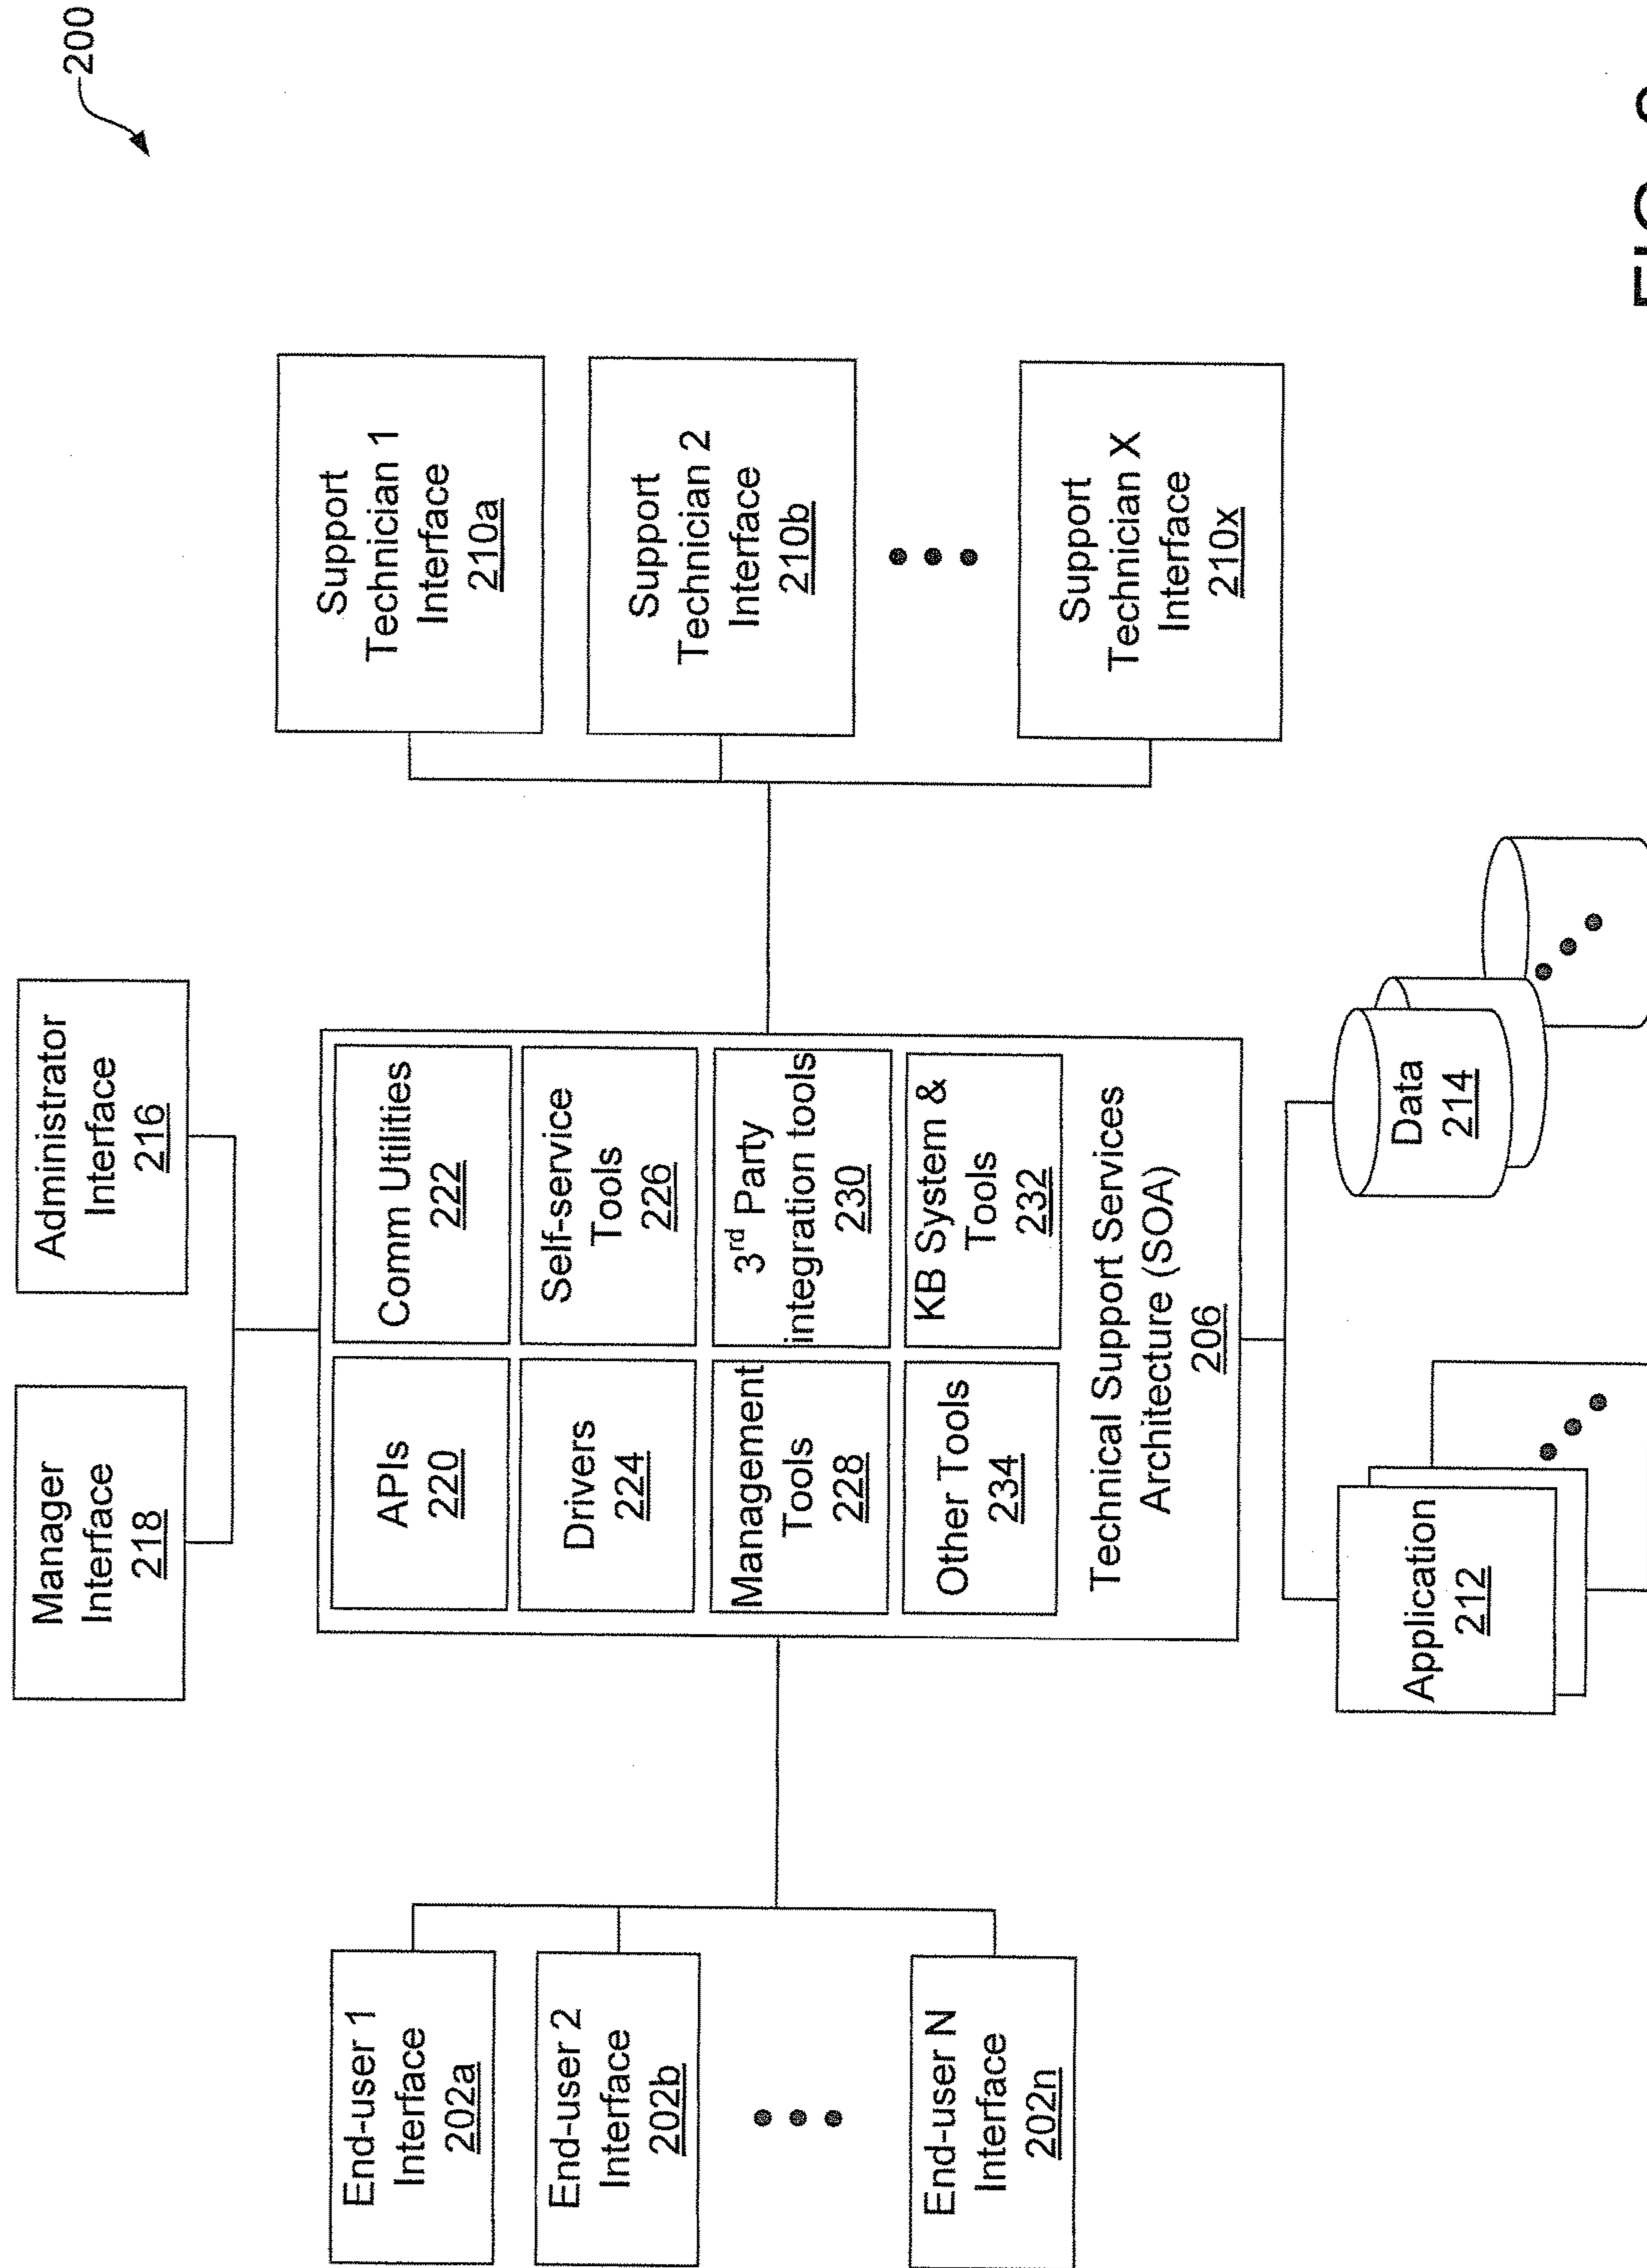 200
Manager
Interface
218
Administrator
Interface
216
End-user 1
Interface
202a
End-user 2
Interface
202b
End-user N
Interface
202n
APIs
220
Comm Utilities
222
Drivers
224
Self-service
Tools
226
Management
Tools
228
3rd Party
integration tools
230
Other Tools
234
KB System &
Tools
232
Technical Support Services
Architecture (SOA)
206
Support
Technician 1
Interface
210a
Support
Technician 2
Interface
210b
Support
Technician X
Interface
210x
Application
212
Data
214
FIG.